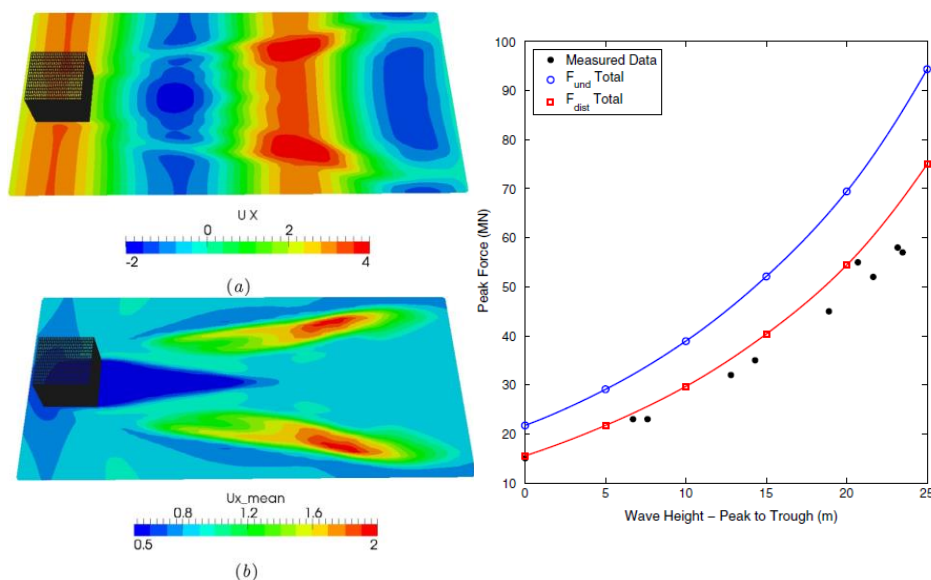 U X
-2 0 2 4
(a)
Ux_mean
0.5 0.8 1.2 1.6 2
(b)
Measured Data
F_und Total
F_dist Total
100
90
80
70
60
50
40
30
20
10
0 5 10 15 20 25
Peak Force (MN)
Wave Height – Peak to Trough (m)